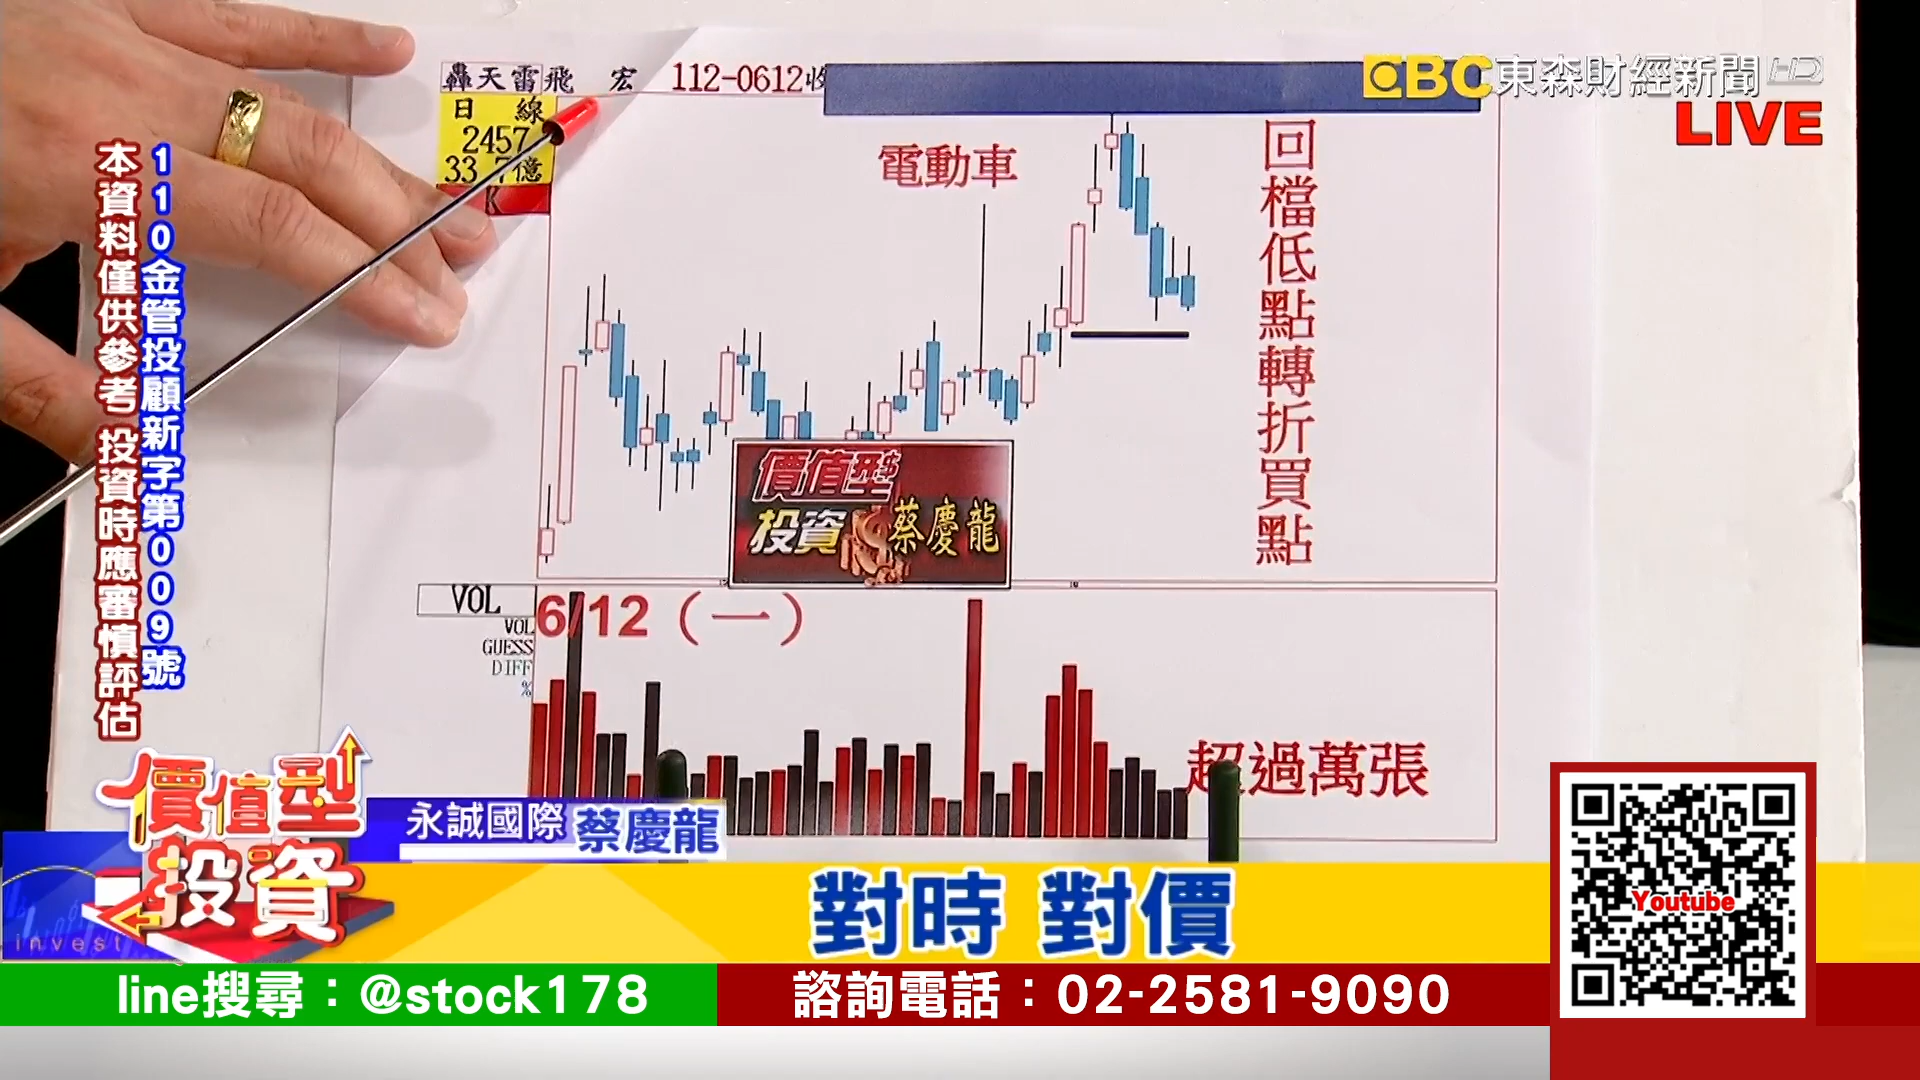 轟天雷飛 宏 112-0612收
日 線
2457
33.7億
K
EBC東森財經新聞 HD
LIVE
電動車
回檔低點轉折買點
110金管投顧新字第009號
本資料僅供參考 投資時應審慎評估
價值型
投資 蔡慶龍
VOL
6/12（一）
VOL
GUESS
DIFF
%
超過萬張
價值型
投資
invest
永誠國際 蔡慶龍
對時 對價
Youtube
line搜尋：@stock178
諮詢電話：02-2581-9090